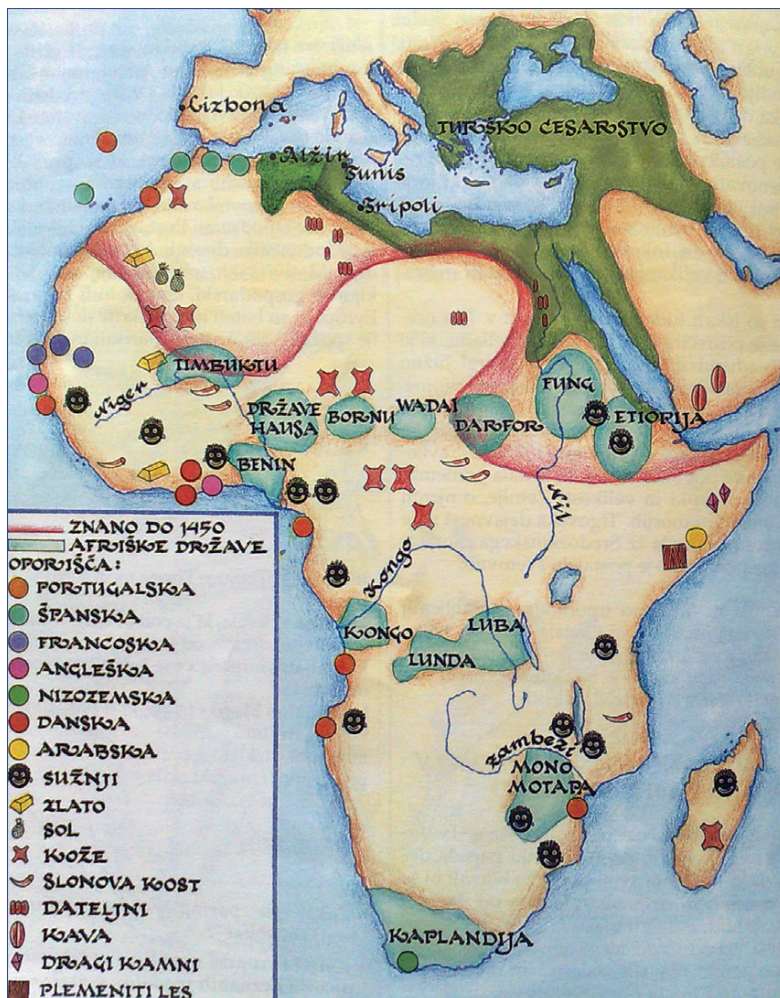 Lizbona
TURŠKO CESARSTVO
Alžir
Tunis
Tripoli
TIMBUKTU
Niger
DRŽAVE
HAUSA
BORNU
WADAI
DARFOR
FUNG
ETIOPIJA
BENIN
Nil
Kongo
KONGO
LUBA
LUNDA
Zambezi
MONO
MOTAPA
KAPLANDIJA
ZNANO DO 1450
AFRIŠKE DRŽAVE
OPORIŠČA:
PORTUGALSKA
ŠPANSKA
FRANCOSKA
ANGLEŠKA
NIZOZEMSKA
DANSKA
ARABSKA
SUŽNJI
ZLATO
SOL
KOŽE
SLONOVA KOST
DATELJNI
KAVA
DRAGI KAMNI
PLEMENITI LES